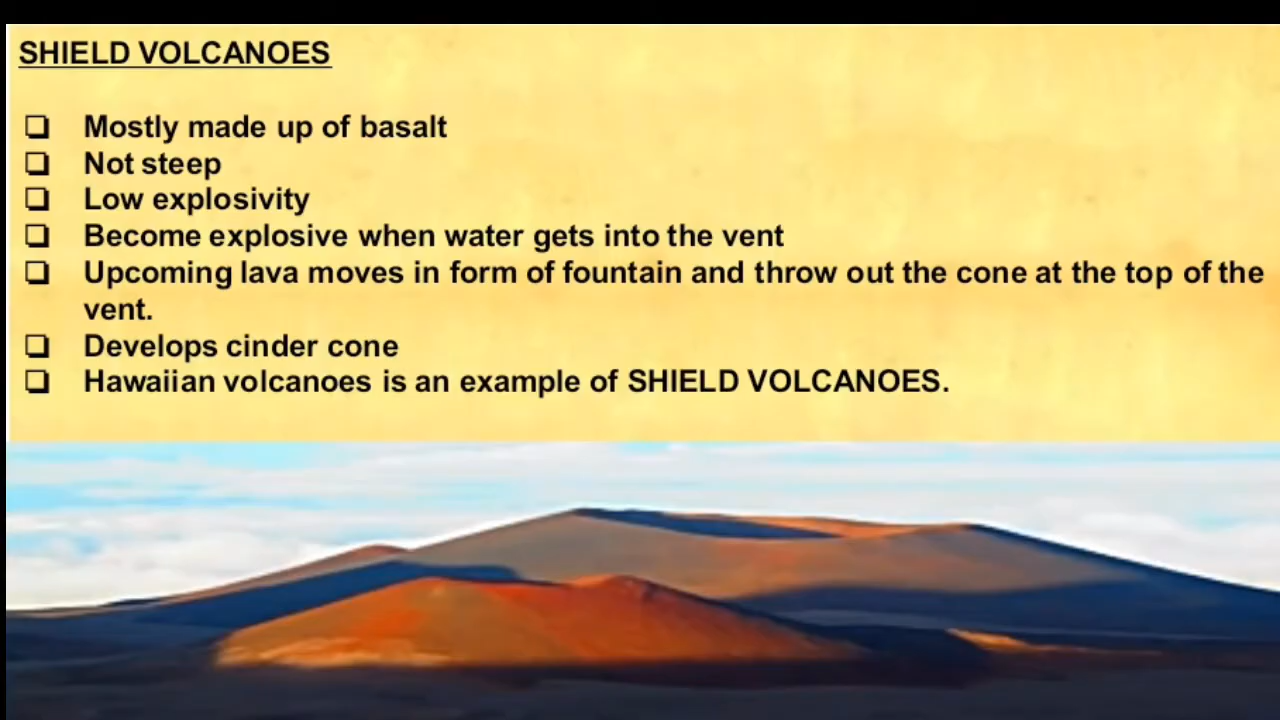 SHIELD VOLCANOES
❏ Mostly made up of basalt
❏ Not steep
❏ Low explosivity
❏ Become explosive when water gets into the vent
❏ Upcoming lava moves in form of fountain and throw out the cone at the top of the
vent.
❏ Develops cinder cone
❏ Hawaiian volcanoes is an example of SHIELD VOLCANOES.